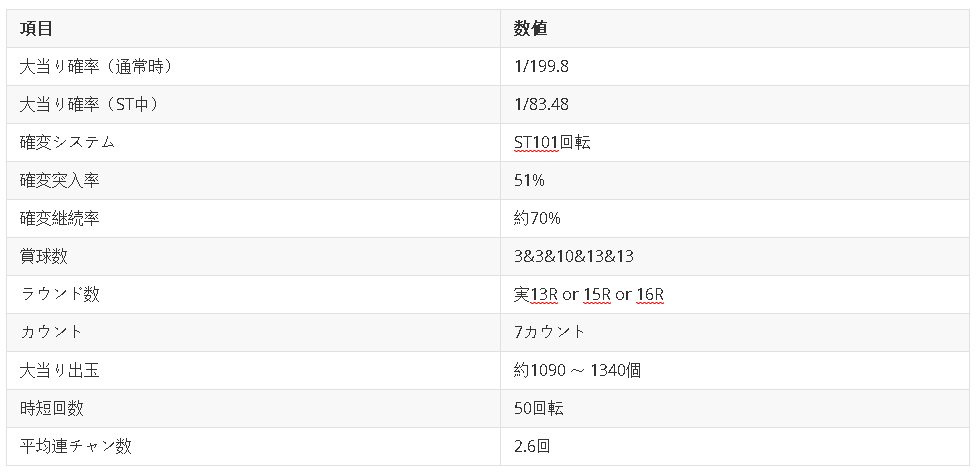 項目 数値
大当り確率（通常時） 1/199.8
大当り確率（ST中） 1/83.48
確変システム ST101回転
確変突入率 51%
確変継続率 約70%
賞球数 3&3&10&13&13
ラウンド数 実13R or 15R or 16R
カウント 7カウント
大当り出玉 約1090 ～ 1340個
時短回数 50回転
平均連チャン数 2.6回